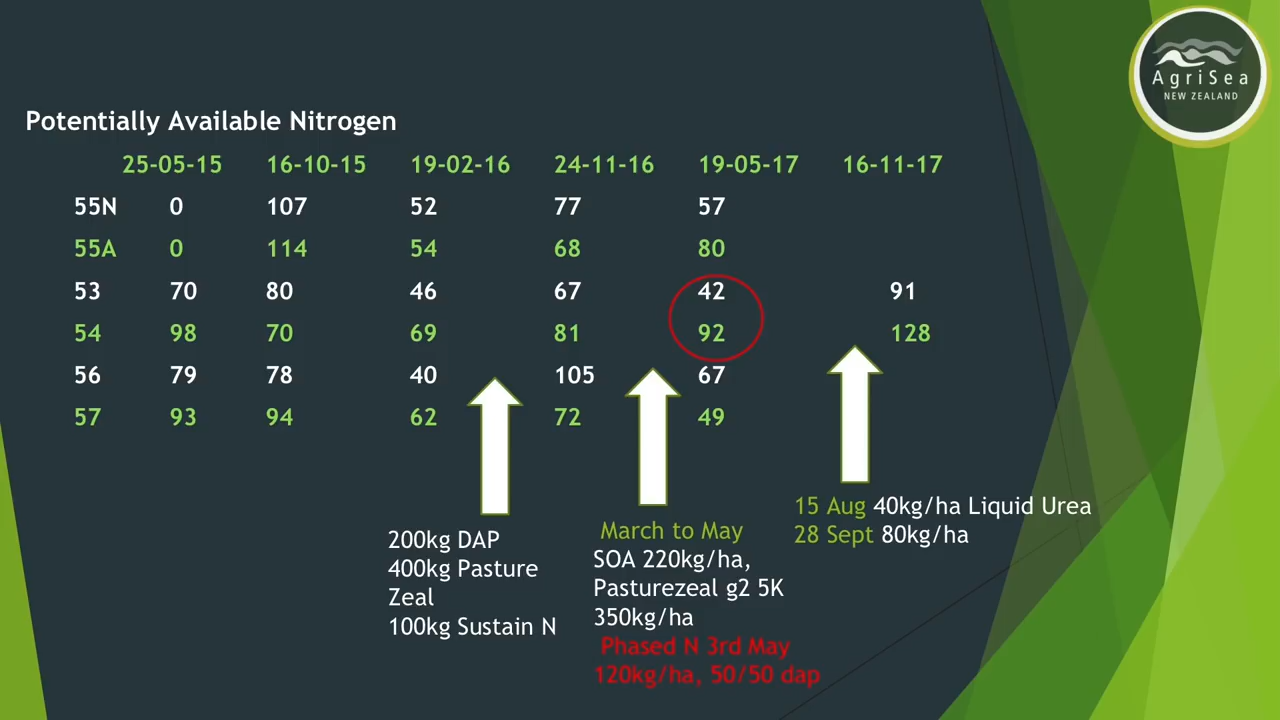 AgriSea
NEW ZEALAND
Potentially Available Nitrogen
25-05-15 16-10-15 19-02-16 24-11-16 19-05-17 16-11-17
55N 0 107 52 77 57
55A 0 114 54 68 80
53 70 80 46 67 42 91
54 98 70 69 81 92 128
56 79 78 40 105 67
57 93 94 62 72 49
200kg DAP
400kg Pasture
Zeal
100kg Sustain N
March to May
SOA 220kg/ha,
Pasturezeal g2 5K
350kg/ha
Phased N 3rd May
120kg/ha, 50/50 dap
15 Aug 40kg/ha Liquid Urea
28 Sept 80kg/ha